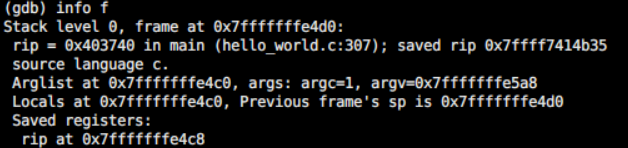 (gdb) info f
Stack level 0, frame at 0x7fffffffe4d0:
 rip = 0x403740 in main (hello_world.c:307); saved rip 0x7ffff7414b35
 source language c.
 Arglist at 0x7fffffffe4c0, args: argc=1, argv=0x7fffffffe5a8
 Locals at 0x7fffffffe4c0, Previous frame's sp is 0x7fffffffe4d0
 Saved registers:
  rip at 0x7fffffffe4c8